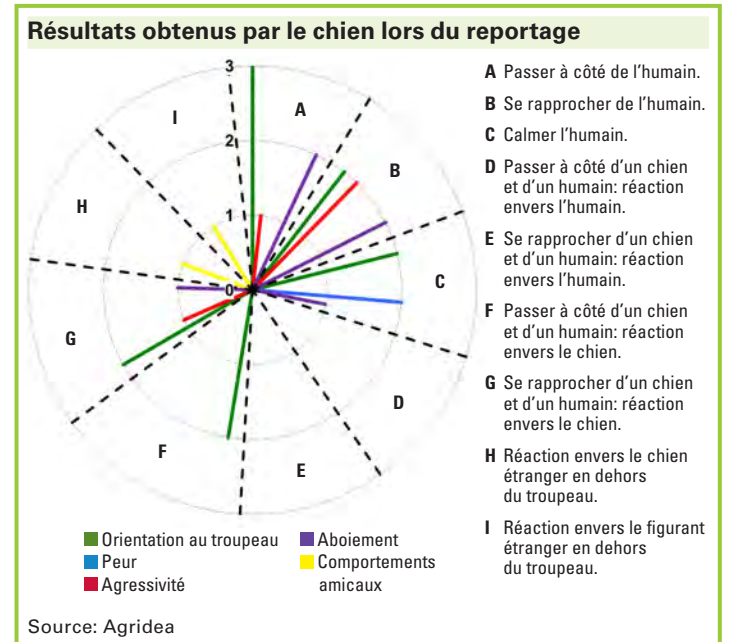 Résultats obtenus par le chien lors du reportage
3
2
1
0
A
B
C
D
E
F
G
H
I
A Passer à côté de l'humain.
B Se rapprocher de l'humain.
C Calmer l'humain.
D Passer à côté d'un chien
et d'un humain: réaction
envers l'humain.
E Se rapprocher d'un chien
et d'un humain: réaction
envers l'humain.
F Passer à côté d'un chien
et d'un humain: réaction
envers le chien.
G Se rapprocher d'un chien
et d'un humain: réaction
envers le chien.
H Réaction envers le chien
étranger en dehors
du troupeau.
I Réaction envers le figurant
étranger en dehors
du troupeau.
Orientation au troupeau
Peur
Agressivité
Aboiement
Comportements
amicaux
Source: Agridea